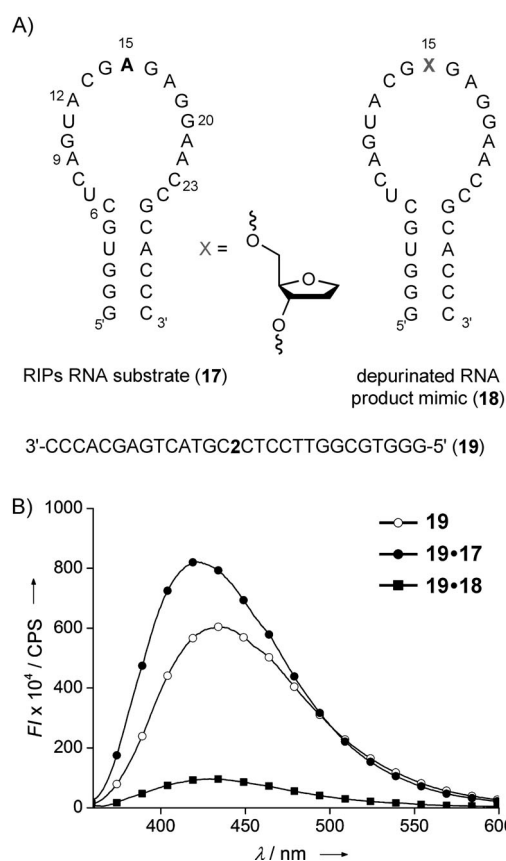 A)
15
C G A G A
12 A G
U G 20
G A
9 A A
C C 23
U C
6 C G
G C
U A
G C
G C
G C
5' 3'
RIPs RNA substrate (17)
X =
O
O
O
15
C G X G A
A G
U G
G A
A A
C C
U C
C G
G C
U A
G C
G C
G C
5' 3'
depurinated RNA
product mimic (18)
3'-CCCACGAGTCATGC2CTCCTTGGCGTGGG-5' (19)
B)
1000
800
600
400
200
0
FI x 10⁴ / CPS →
19
19•17
19•18
400 450 500 550 600
λ / nm →